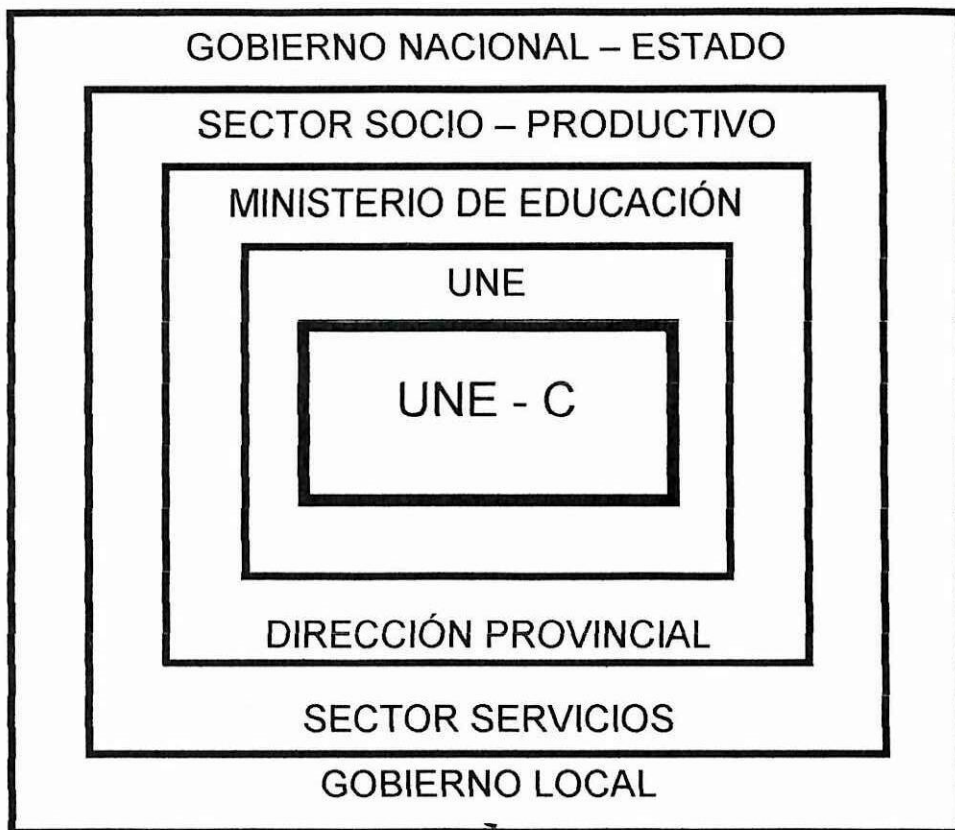 GOBIERNO NACIONAL – ESTADO
SECTOR SOCIO – PRODUCTIVO
MINISTERIO DE EDUCACIÓN
UNE
UNE - C
DIRECCIÓN PROVINCIAL
SECTOR SERVICIOS
GOBIERNO LOCAL